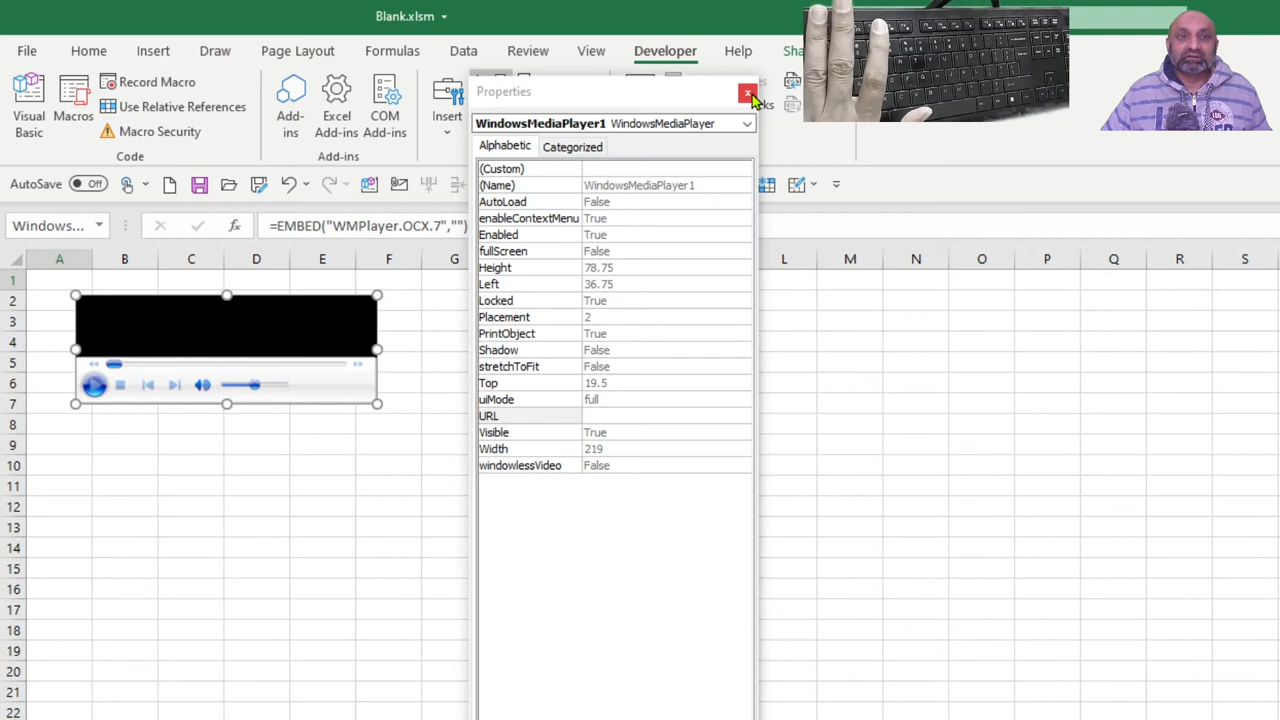 Blank.xlsm
File Home Insert Draw Page Layout Formulas Data Review View Developer Help
Visual Basic
Macros
Record Macro
Use Relative References
Macro Security
Code
Add-ins
Excel Add-ins
COM Add-ins
Add-ins
Insert
Properties
WindowsMediaPlayer1 WindowsMediaPlayer
Alphabetic Categorized
(Custom)
(Name) WindowsMediaPlayer1
AutoLoad False
enableContextMenu True
Enabled True
fullScreen False
Height 78.75
Left 36.75
Locked True
Placement 2
PrintObject True
Shadow False
stretchToFit False
Top 19.5
uiMode full
URL
Visible True
Width 219
windowlessVideo False
AutoSave Off
Windows... fx =EMBED("WMPlayer.OCX.7","")
A B C D E F G L M N O P Q R S
1
2
3
4
5
6
7
8
9
10
11
12
13
14
15
16
17
18
19
20
21
22